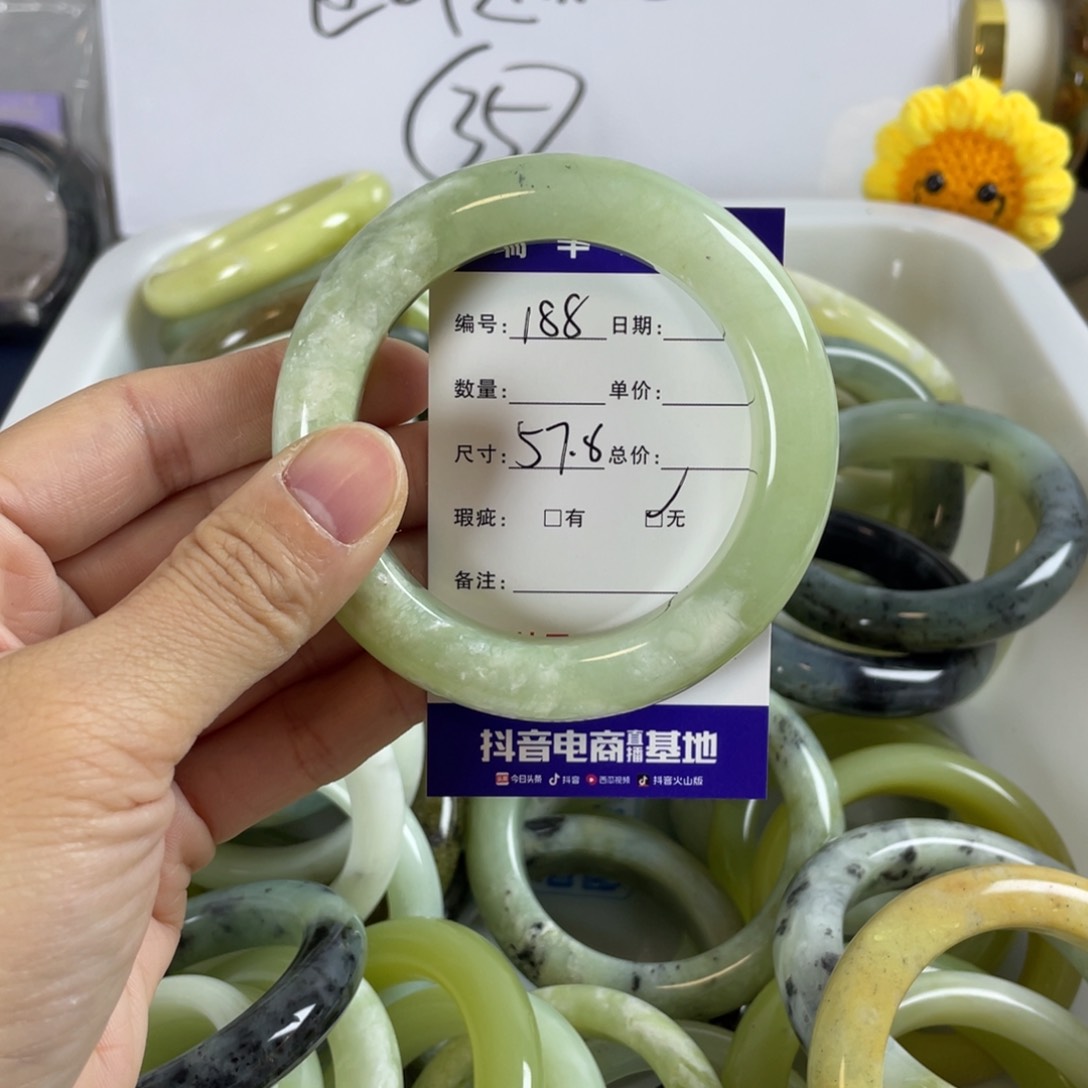 35
编号: 188 日期:
数量: 单价:
尺寸: 57.8 总价:
瑕疵: □有 ☑无
备注:
抖音电商直播基地
今日头条 抖音 西瓜视频 抖音火山版